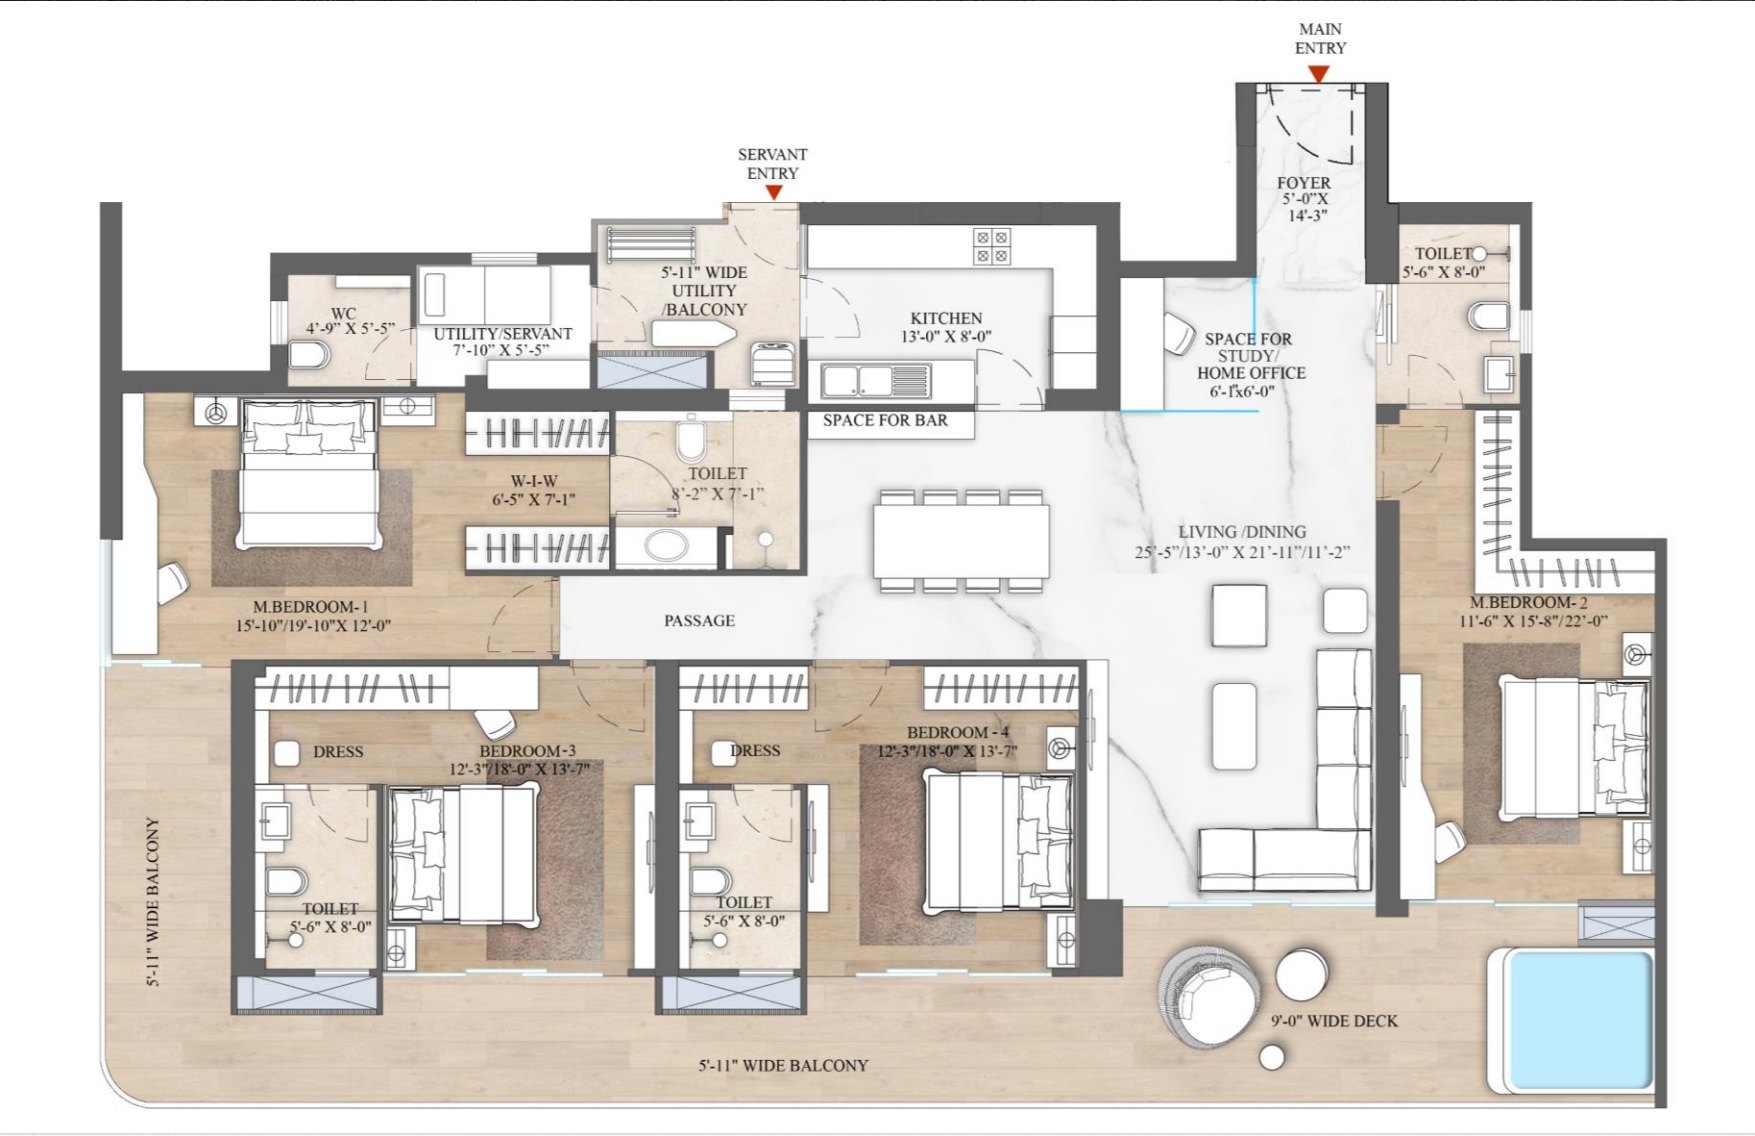 MAIN
ENTRY
SERVANT
ENTRY
FOYER
5'-0"X
14'-3"
TOILET
5'-6" X 8'-0"
5'-11" WIDE
UTILITY
/BALCONY
WC
4'-9" X 5'-5"
UTILITY/SERVANT
7'-10" X 5'-5"
KITCHEN
13'-0" X 8'-0"
SPACE FOR
STUDY/
HOME OFFICE
6'-1"x6'-0"
SPACE FOR BAR
TOILET
8'-2" X 7'-1"
W-I-W
6'-5" X 7'-1"
LIVING /DINING
25'-5"/13'-0" X 21'-11"/11'-2"
M.BEDROOM-1
15'-10"/19'-10"X 12'-0"
PASSAGE
M.BEDROOM-2
11'-6" X 15'-8"/22'-0"
DRESS
BEDROOM-3
12'-3"/18'-0" X 13'-7"
DRESS
BEDROOM -4
12'-3"/18'-0" X 13'-7"
TOILET
5'-6" X 8'-0"
TOILET
5'-6" X 8'-0"
5'-11" WIDE BALCONY
9'-0" WIDE DECK
5'-11" WIDE BALCONY